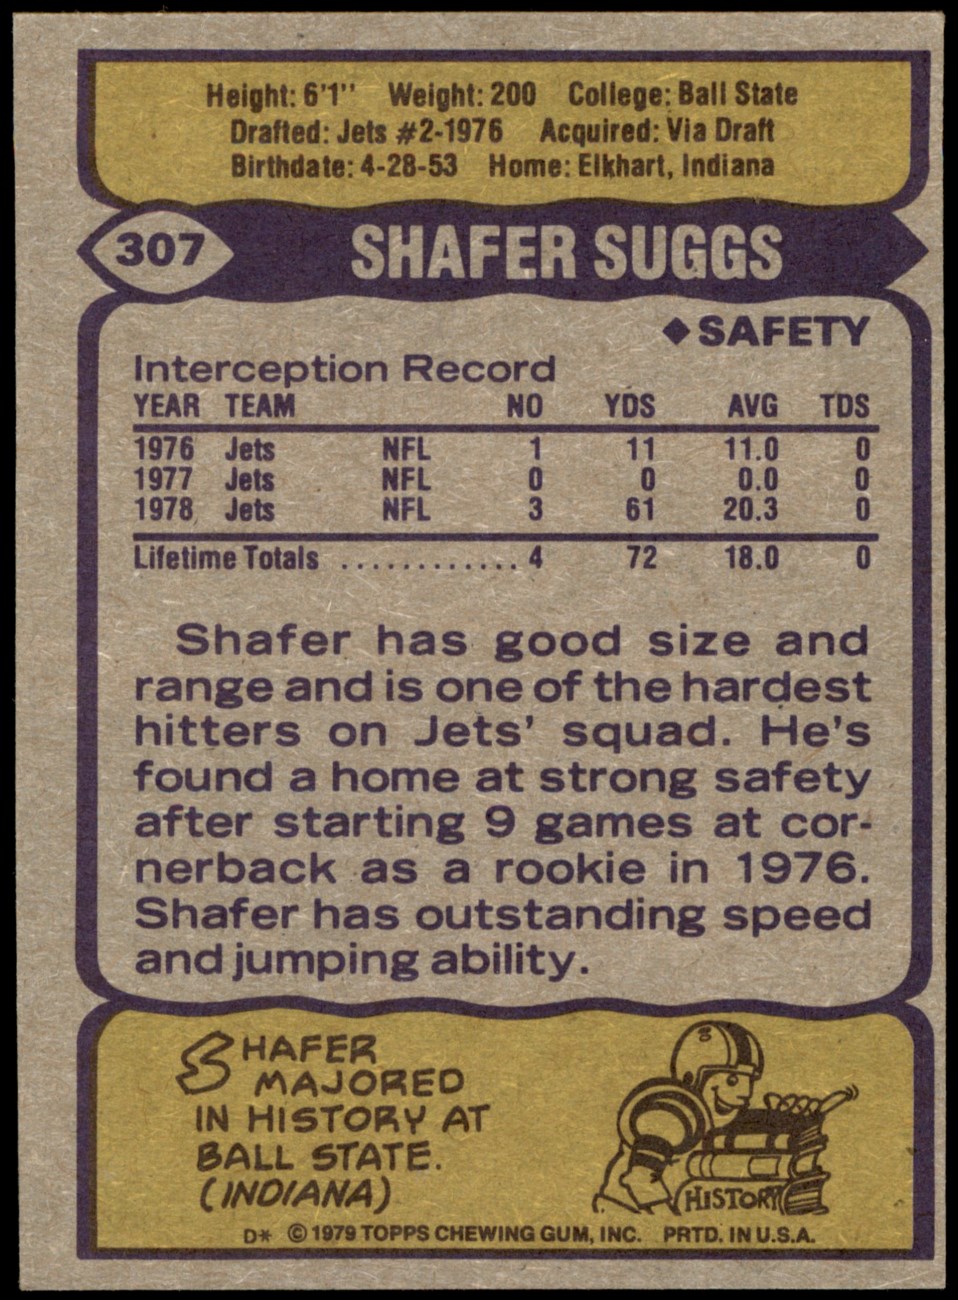 Height: 6'1" Weight: 200 College: Ball State
Drafted: Jets #2-1976 Acquired: Via Draft
Birthdate: 4-28-53 Home: Elkhart, Indiana
307 SHAFER SUGGS
◆SAFETY
Interception Record
YEAR TEAM NO YDS AVG TDS
1976 Jets NFL 1 11 11.0 0
1977 Jets NFL 0 0 0.0 0
1978 Jets NFL 3 61 20.3 0
Lifetime Totals ............ 4 72 18.0 0
Shafer has good size and
range and is one of the hardest
hitters on Jets' squad. He's
found a home at strong safety
after starting 9 games at cor-
nerback as a rookie in 1976.
Shafer has outstanding speed
and jumping ability.
SHAFER
MAJORED
IN HISTORY AT
BALL STATE.
(INDIANA)
HISTORY
D* © 1979 TOPPS CHEWING GUM, INC. PRTD. IN U.S.A.